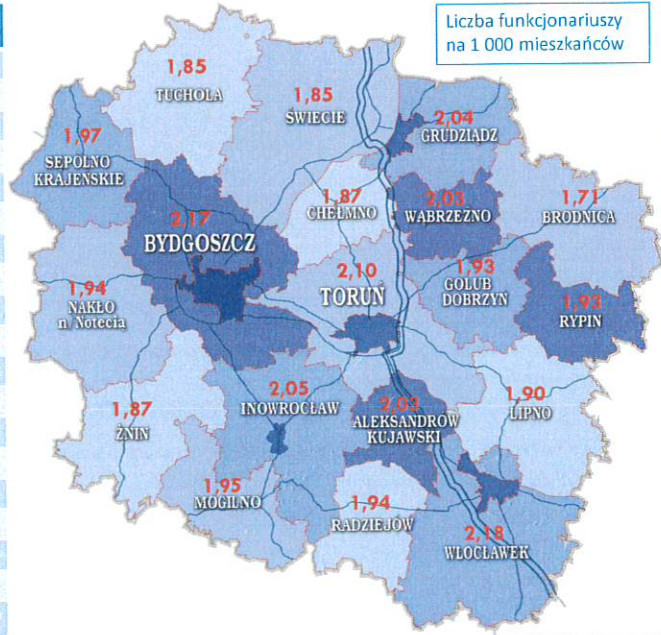 Liczba funkcjonariuszy
na 1 000 mieszkańców
1,85
TUCHOLA
1,85
ŚWIECIE
2,04
GRUDZIĄDZ
1,97
SĘPOLNO
KRAJEŃSKIE
1,87
CHEŁMNO
2,03
WĄBRZEŹNO
1,71
BRODNICA
2,17
BYDGOSZCZ
1,94
NAKŁO
n. Notecią
2,10
TORUŃ
1,93
GOLUB
DOBRZYŃ
1,93
RYPIN
1,87
ŻNIN
2,05
INOWROCŁAW
2,03
ALEKSANDRÓW
KUJAWSKI
1,90
LIPNO
1,95
MOGILNO
1,94
RADZIEJÓW
2,18
WŁOCŁAWEK